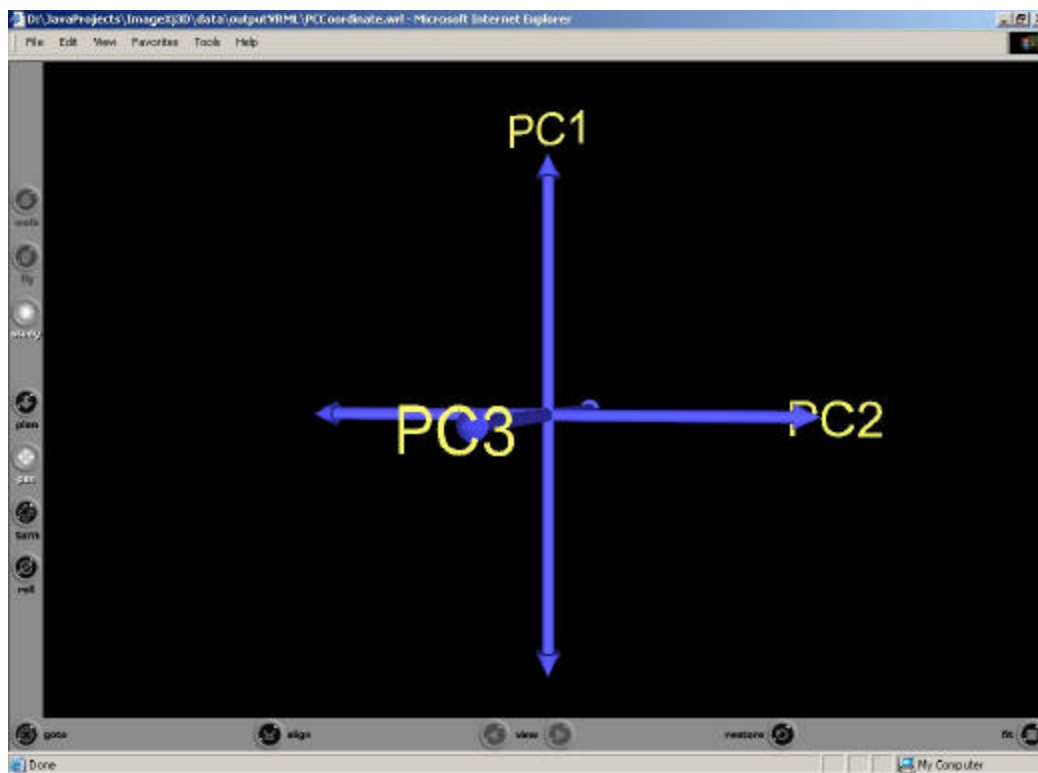 D:\JavaProjects\ImageXj3D\data\outputVRML\PCCoordinate.wrl - Microsoft Internet Explorer
File Edit View Favorites Tools Help
PC1
walk
fly
study
plan
PC3
PC2
pan
turn
roll
goto align view restore fit
Done My Computer